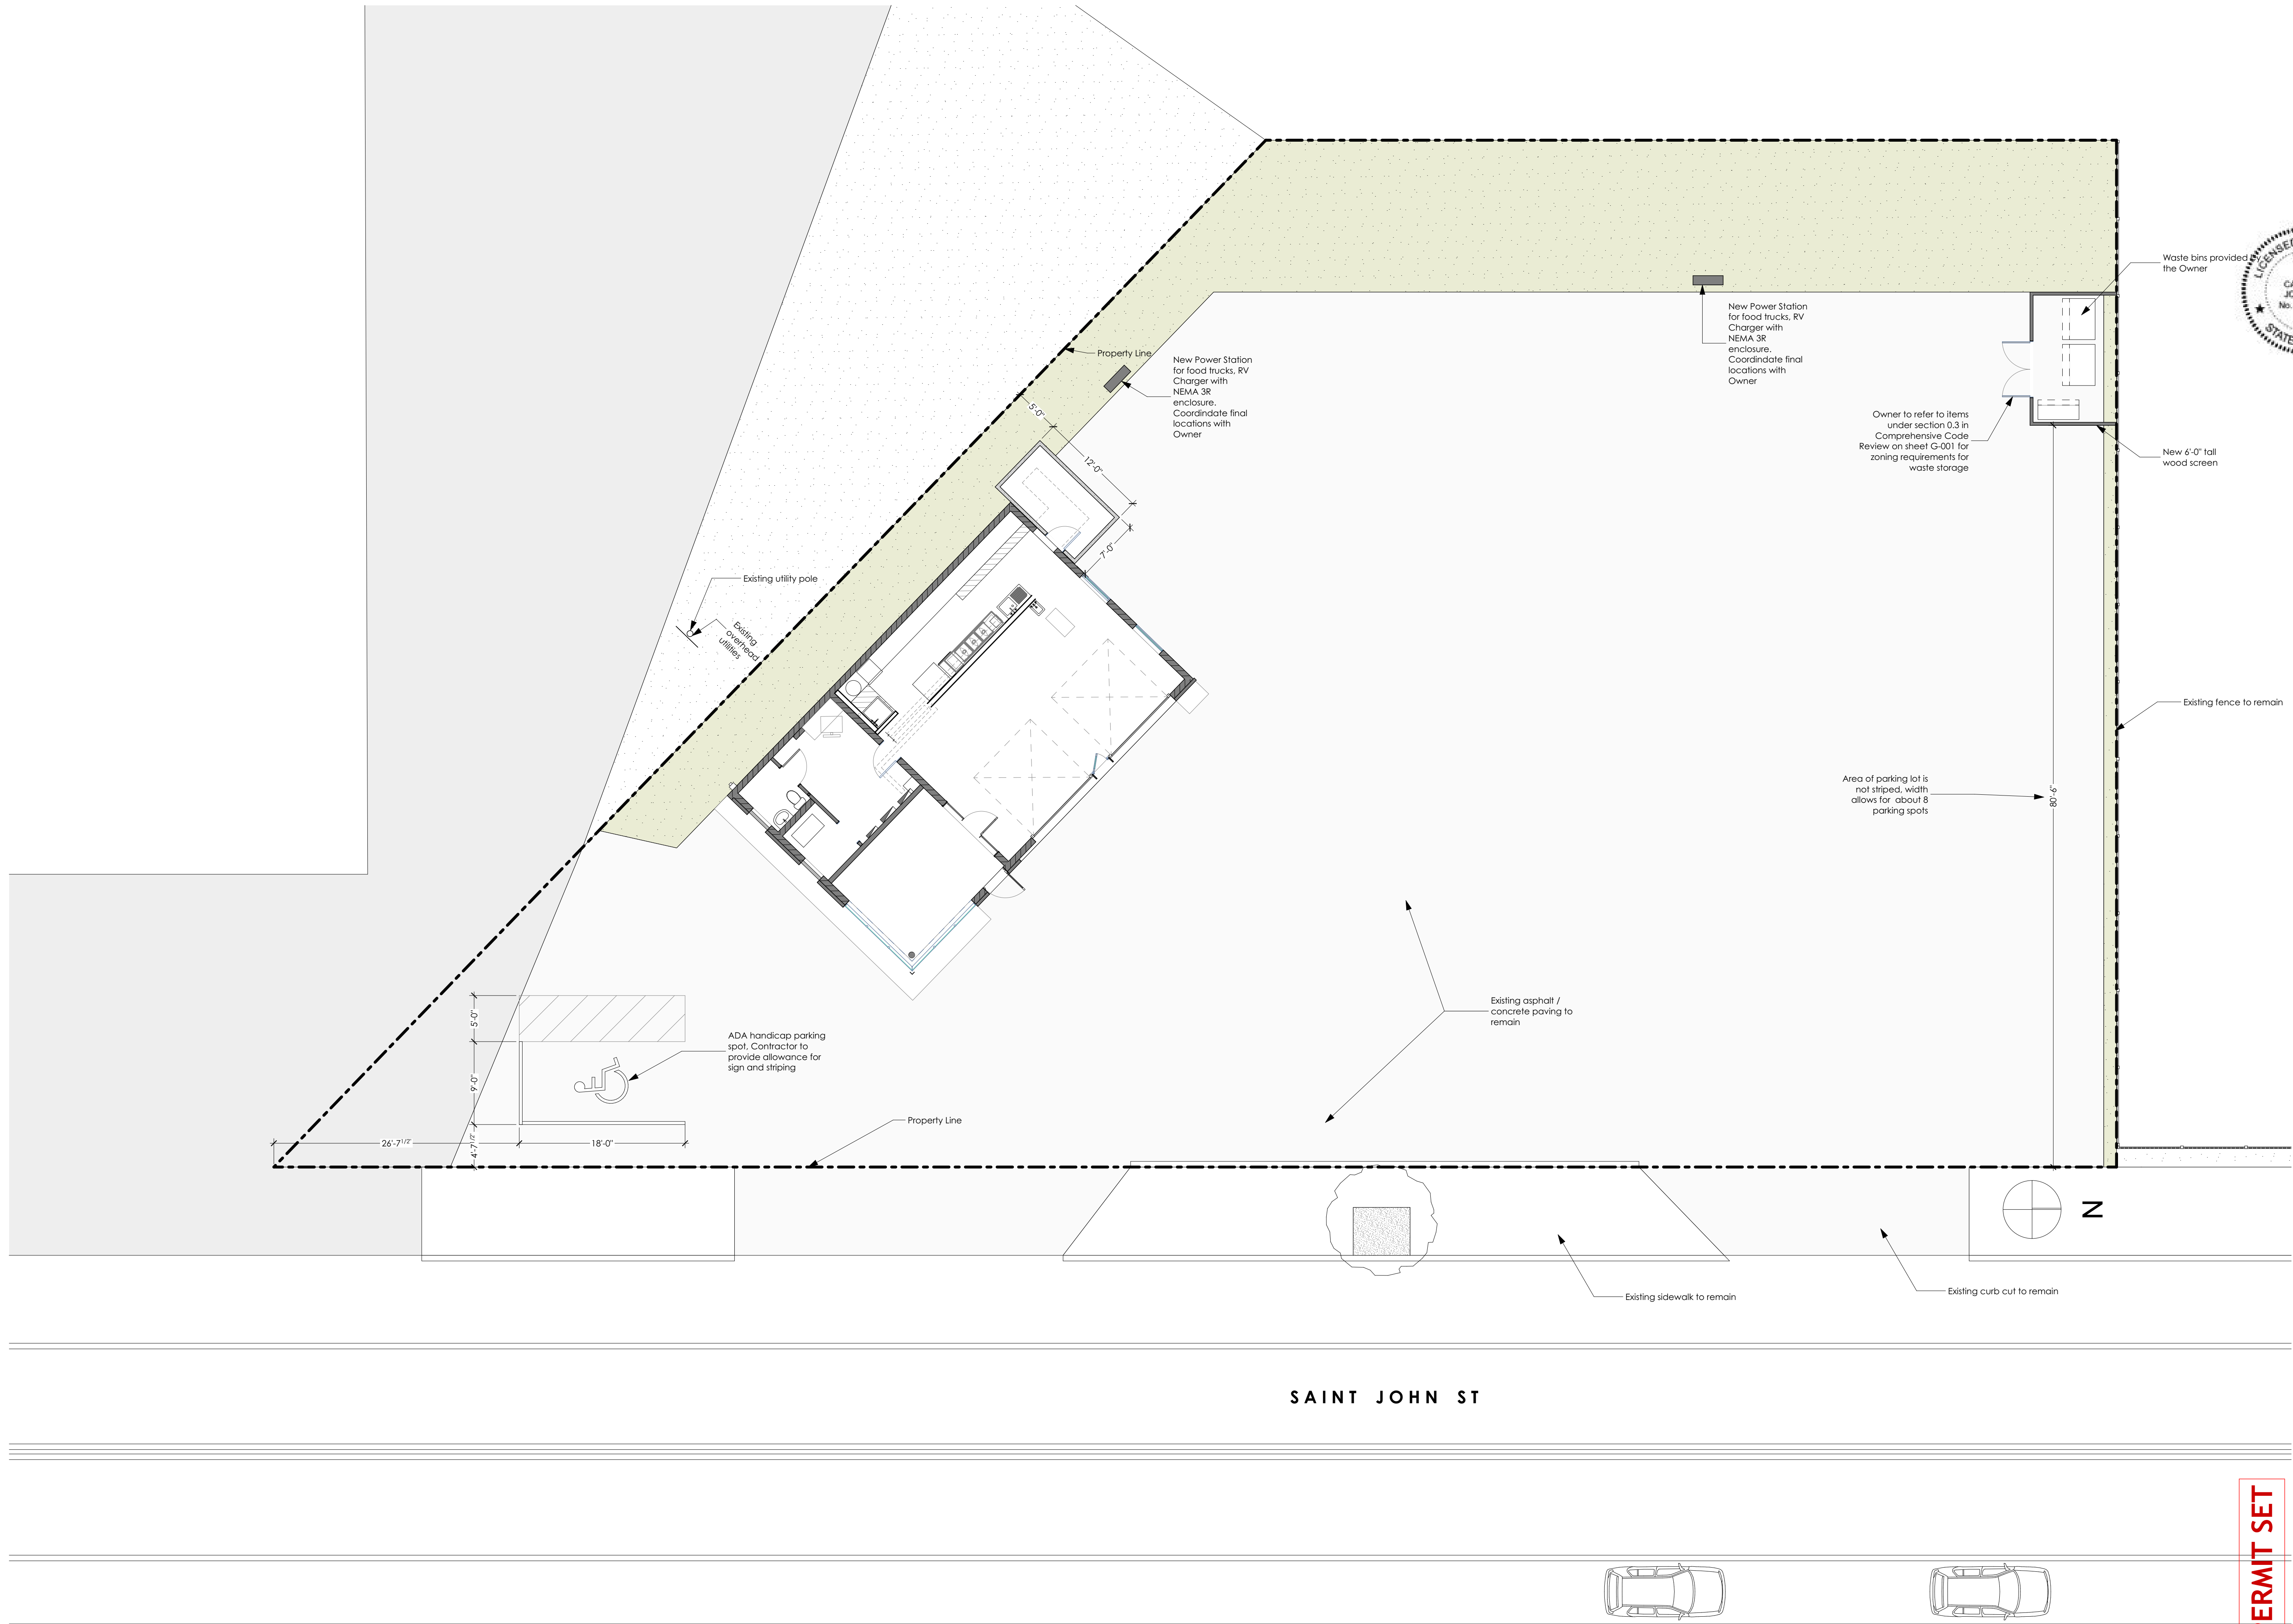 Waste bins provided by
the Owner
LICENSED
No.
STATE
New Power Station
for food trucks, RV
Charger with
NEMA 3R
enclosure.
Coordindate final
locations with
Owner
Property Line
New Power Station
for food trucks, RV
Charger with
NEMA 3R
enclosure.
Coordindate final
locations with
Owner
5'-0"
12'-0"
7'-0"
Owner to refer to items
under section 0.3 in
Comprehensive Code
Review on sheet G-001 for
zoning requirements for
waste storage
New 6'-0" tall
wood screen
Existing utility pole
Existing
overhead
utilities
Existing fence to remain
Area of parking lot is
not striped, width
allows for about 8
parking spots
80'-6"
Existing asphalt /
concrete paving to
remain
5'-0"
9'-0"
4'-7 1/2"
ADA handicap parking
spot. Contractor to
provide allowance for
sign and striping
Property Line
26'-7 1/2"
18'-0"
N
Existing sidewalk to remain
Existing curb cut to remain
SAINT JOHN ST
ERMIT SET